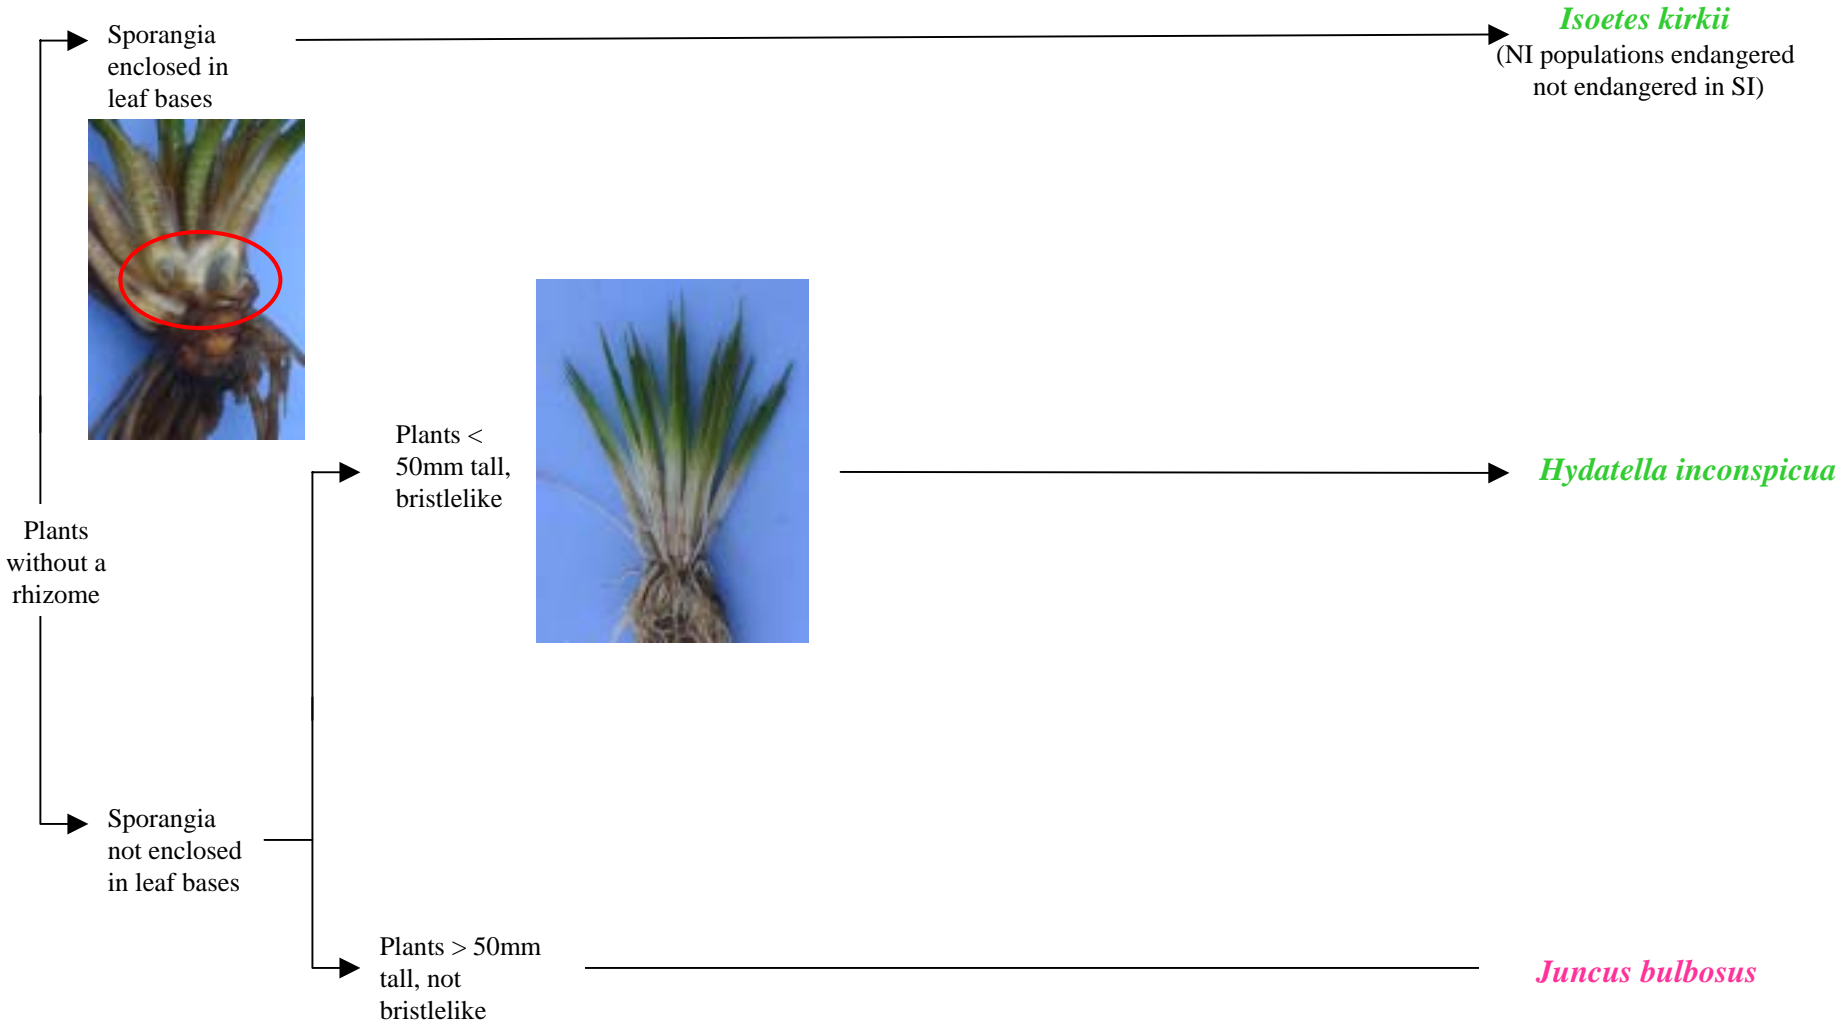 Sporangia
enclosed in
leaf bases
Isoetes kirkii
(NI populations endangered
not endangered in SI)
Plants <
50mm tall,
bristlelike
Hydatella inconspicua
Plants
without a
rhizome
Sporangia
not enclosed
in leaf bases
Plants > 50mm
tall, not
bristlelike
Juncus bulbosus